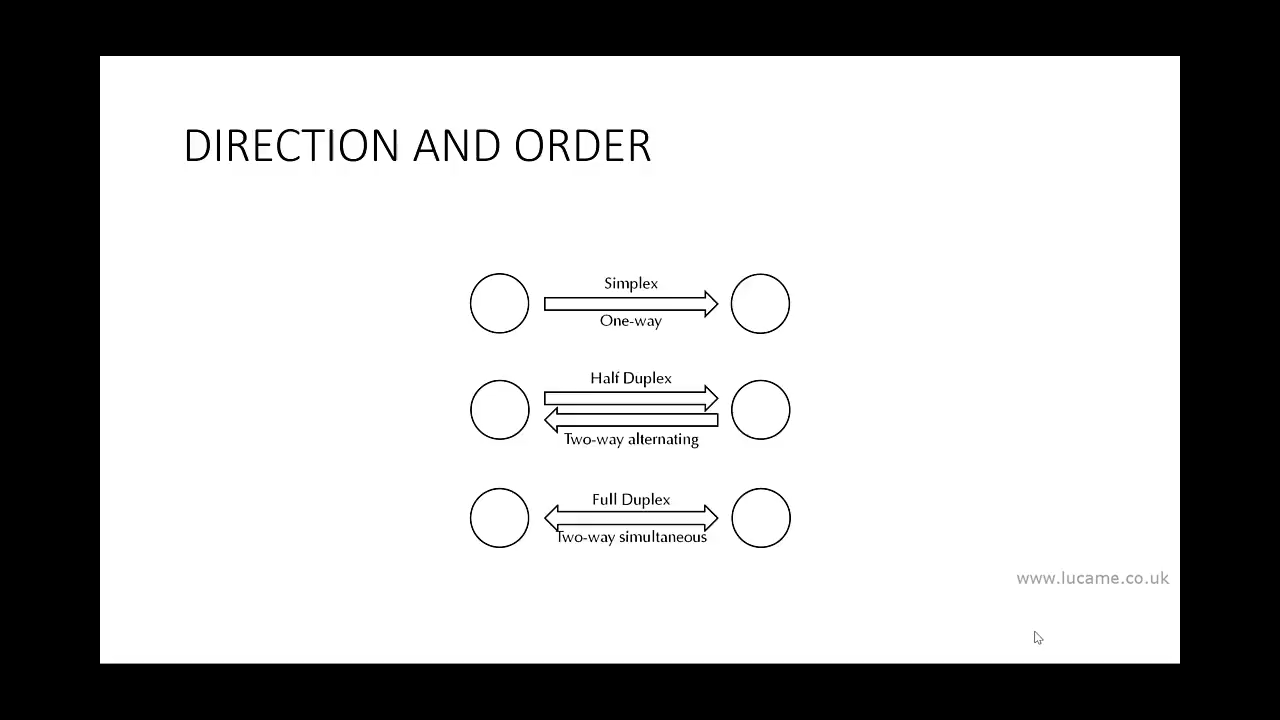 DIRECTION AND ORDER
Simplex
One-way
Half Duplex
Two-way alternating
Full Duplex
Two-way simultaneous
www.lucame.co.uk